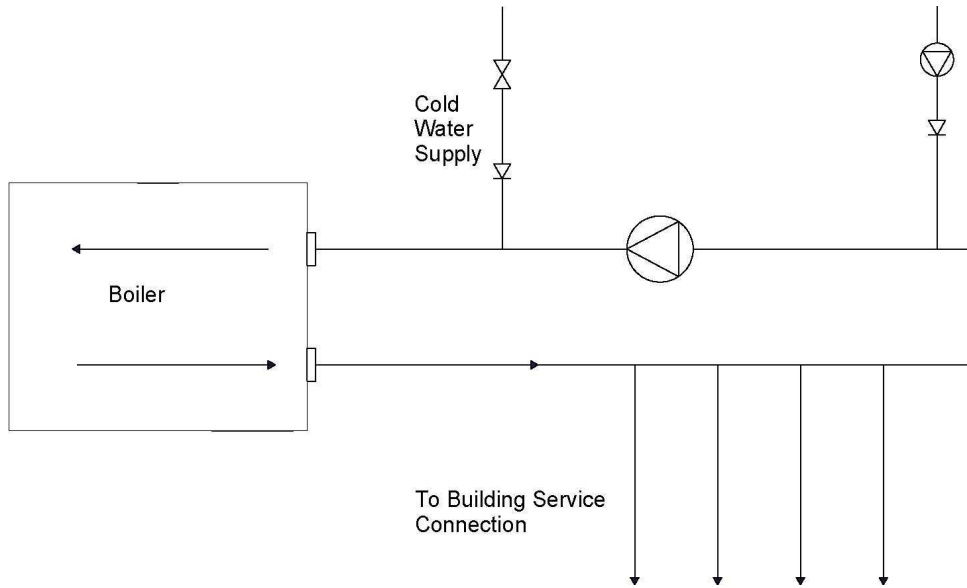 Cold
Water
Supply
Boiler
To Building Service
Connection